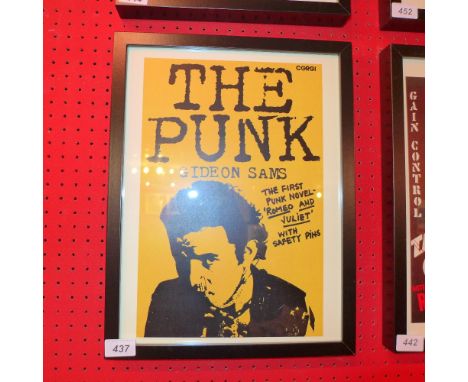 452
CORGI
THE
PUNK
GIDEON SAMS
THE FIRST
PUNK NOVEL-
'ROMEO AND
JULIET'
WITH
SAFETY PINS
GAIN CONTROL
437
442